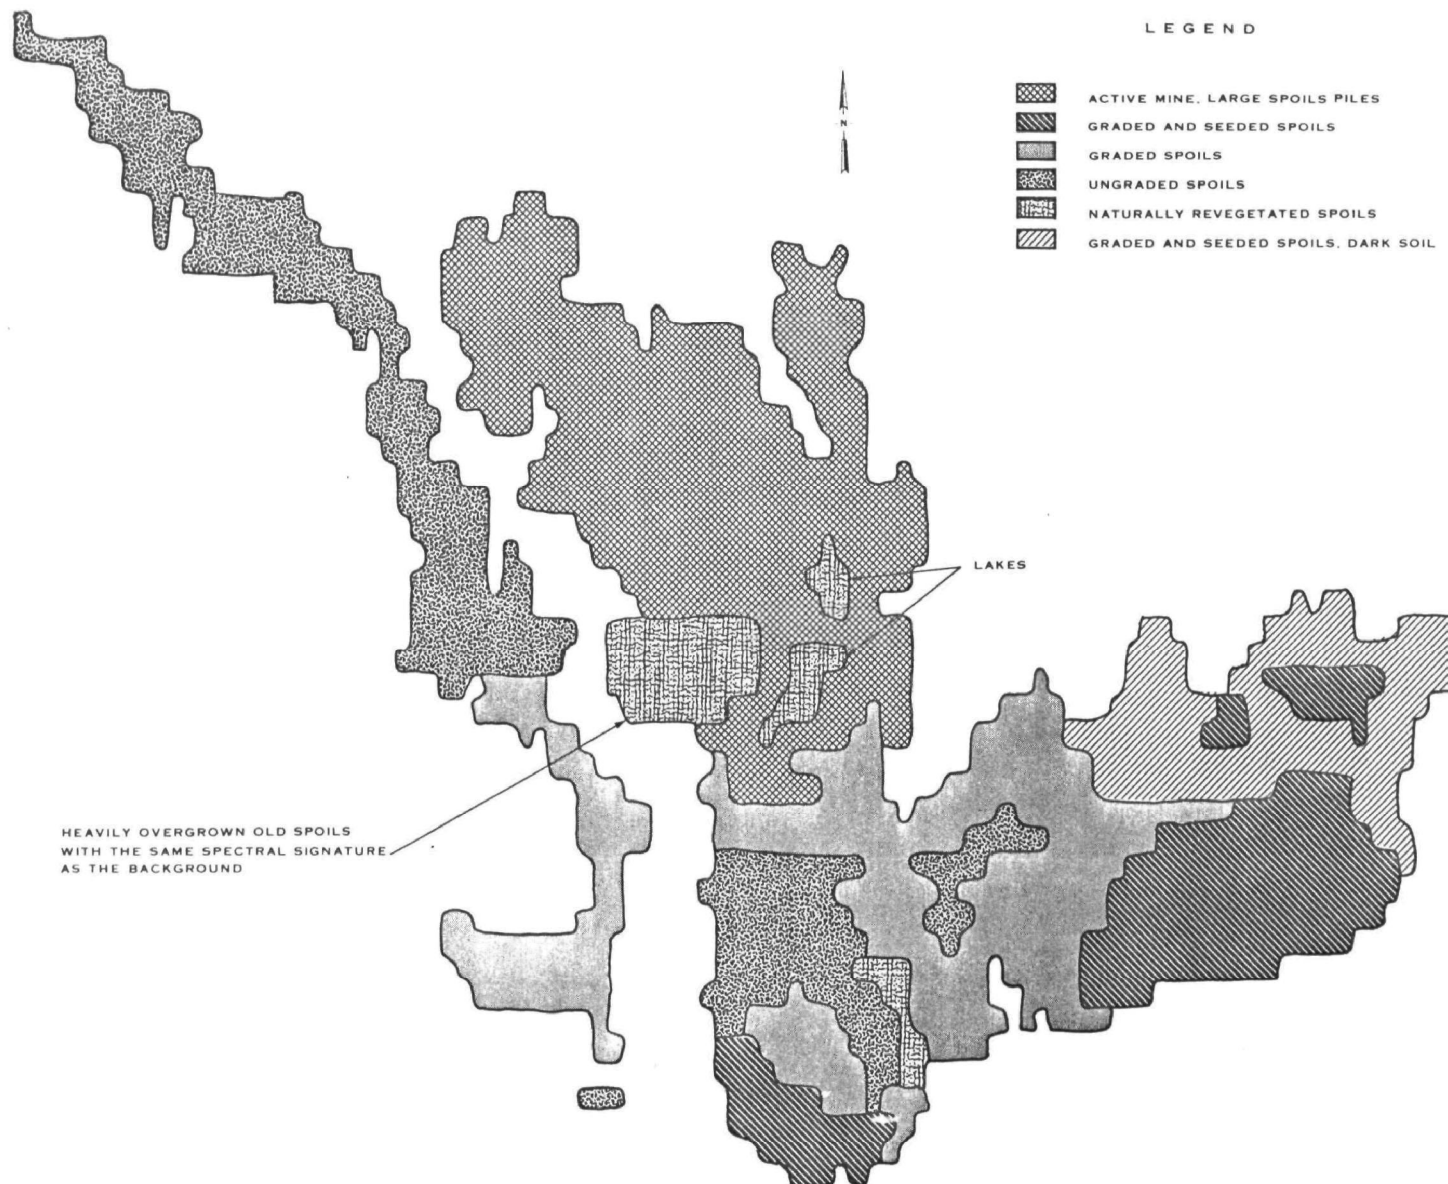 LEGEND
N
ACTIVE MINE, LARGE SPOILS PILES
GRADED AND SEEDED SPOILS
GRADED SPOILS
UNGRADED SPOILS
NATURALLY REVEGETATED SPOILS
GRADED AND SEEDED SPOILS, DARK SOIL
LAKES
HEAVILY OVERGROWN OLD SPOILS
WITH THE SAME SPECTRAL SIGNATURE
AS THE BACKGROUND